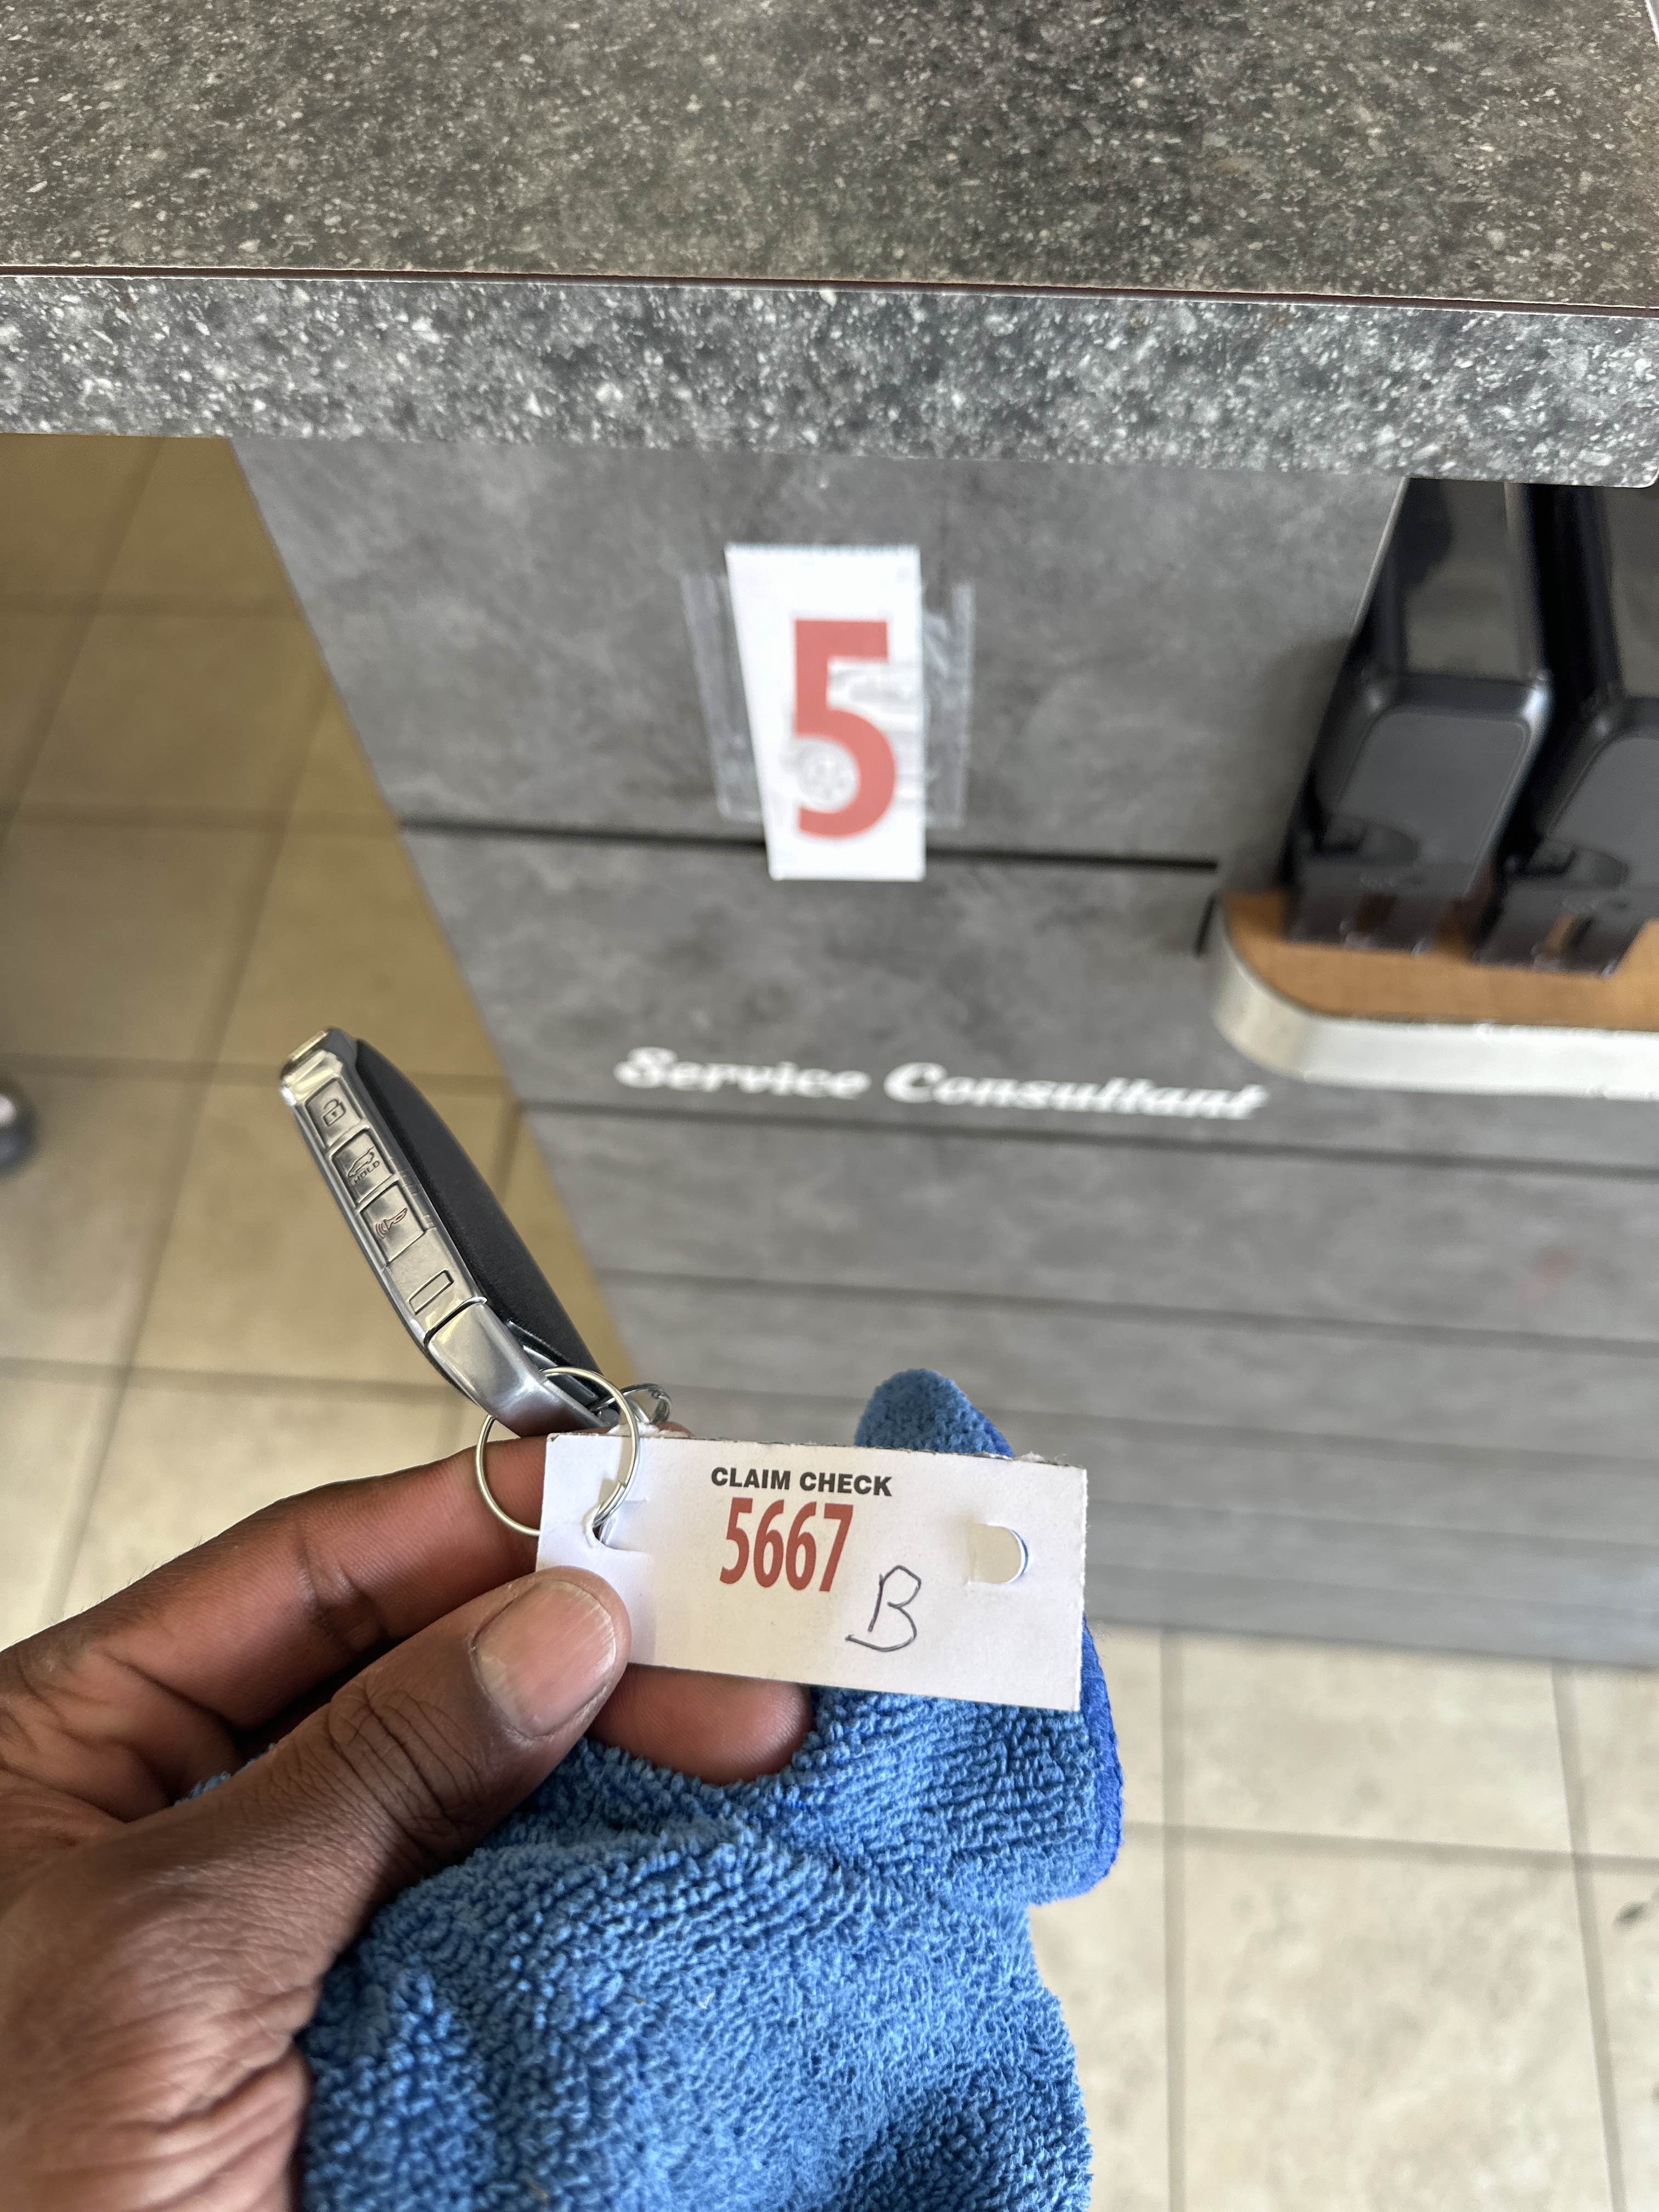 5
Service Consultant
HOLD
CLAIM CHECK
5667
B